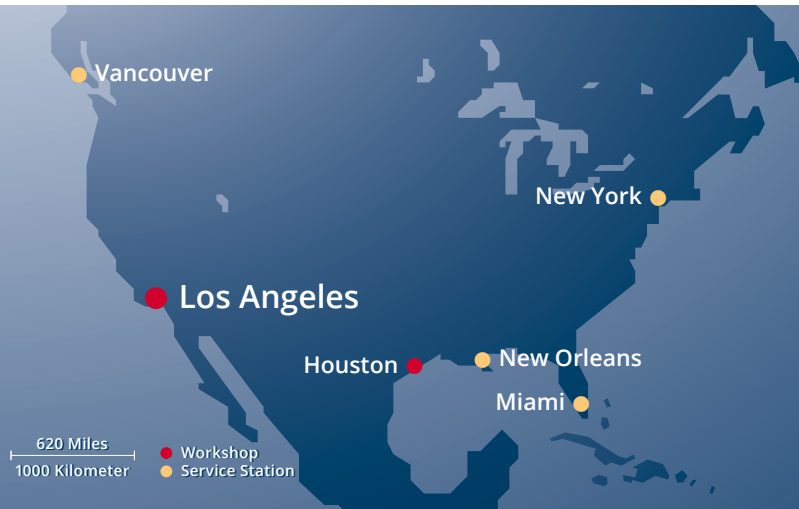 Vancouver
New York
Los Angeles
Houston
New Orleans
Miami
620 Miles
1000 Kilometer
Workshop
Service Station